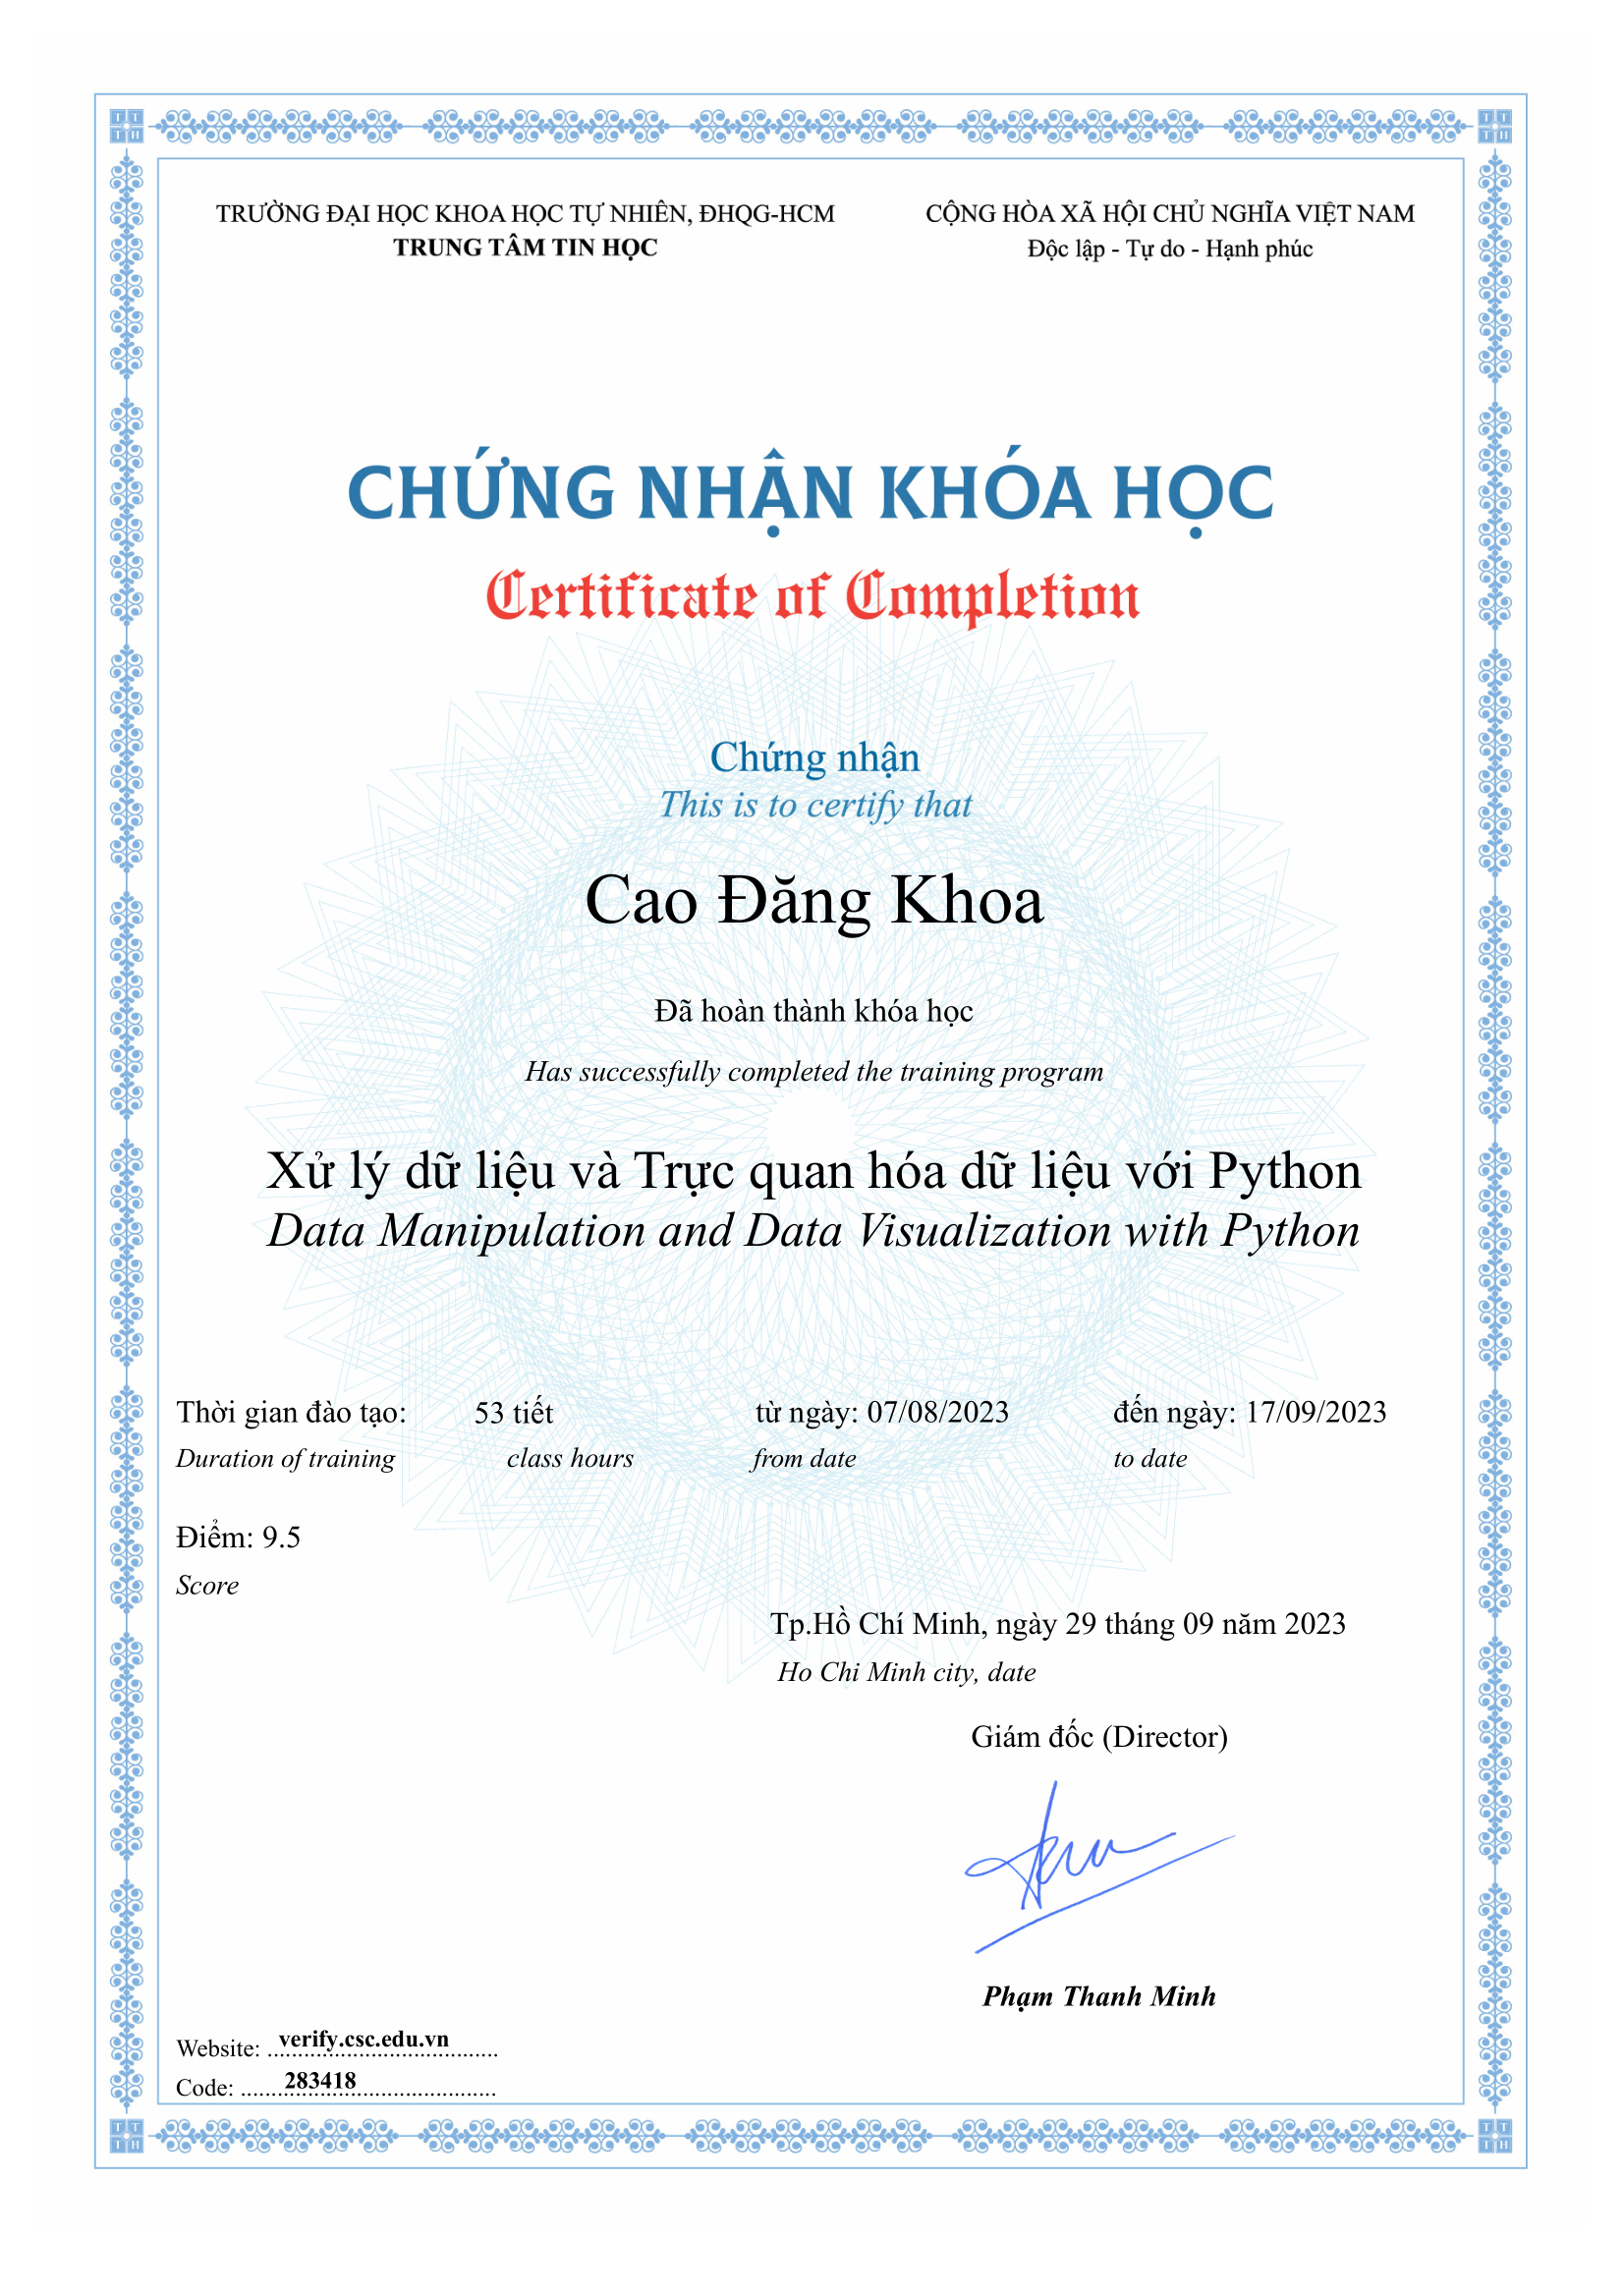 TRƯỜNG ĐẠI HỌC KHOA HỌC TỰ NHIÊN, ĐHQG-HCM
TRUNG TÂM TIN HỌC
CỘNG HÒA XÃ HỘI CHỦ NGHĨA VIỆT NAM
Độc lập - Tự do - Hạnh phúc
CHỨNG NHẬN KHÓA HỌC
Certificate of Completion
Chứng nhận
This is to certify that
Cao Đăng Khoa
Đã hoàn thành khóa học
Has successfully completed the training program
Xử lý dữ liệu và Trực quan hóa dữ liệu với Python
Data Manipulation and Data Visualization with Python
Thời gian đào tạo: 53 tiết từ ngày: 07/08/2023 đến ngày: 17/09/2023
Duration of training class hours from date to date
Điểm: 9.5
Score
Tp.Hồ Chí Minh, ngày 29 tháng 09 năm 2023
Ho Chi Minh city, date
Giám đốc (Director)
Phạm Thanh Minh
Website: verify.csc.edu.vn
Code: 283418